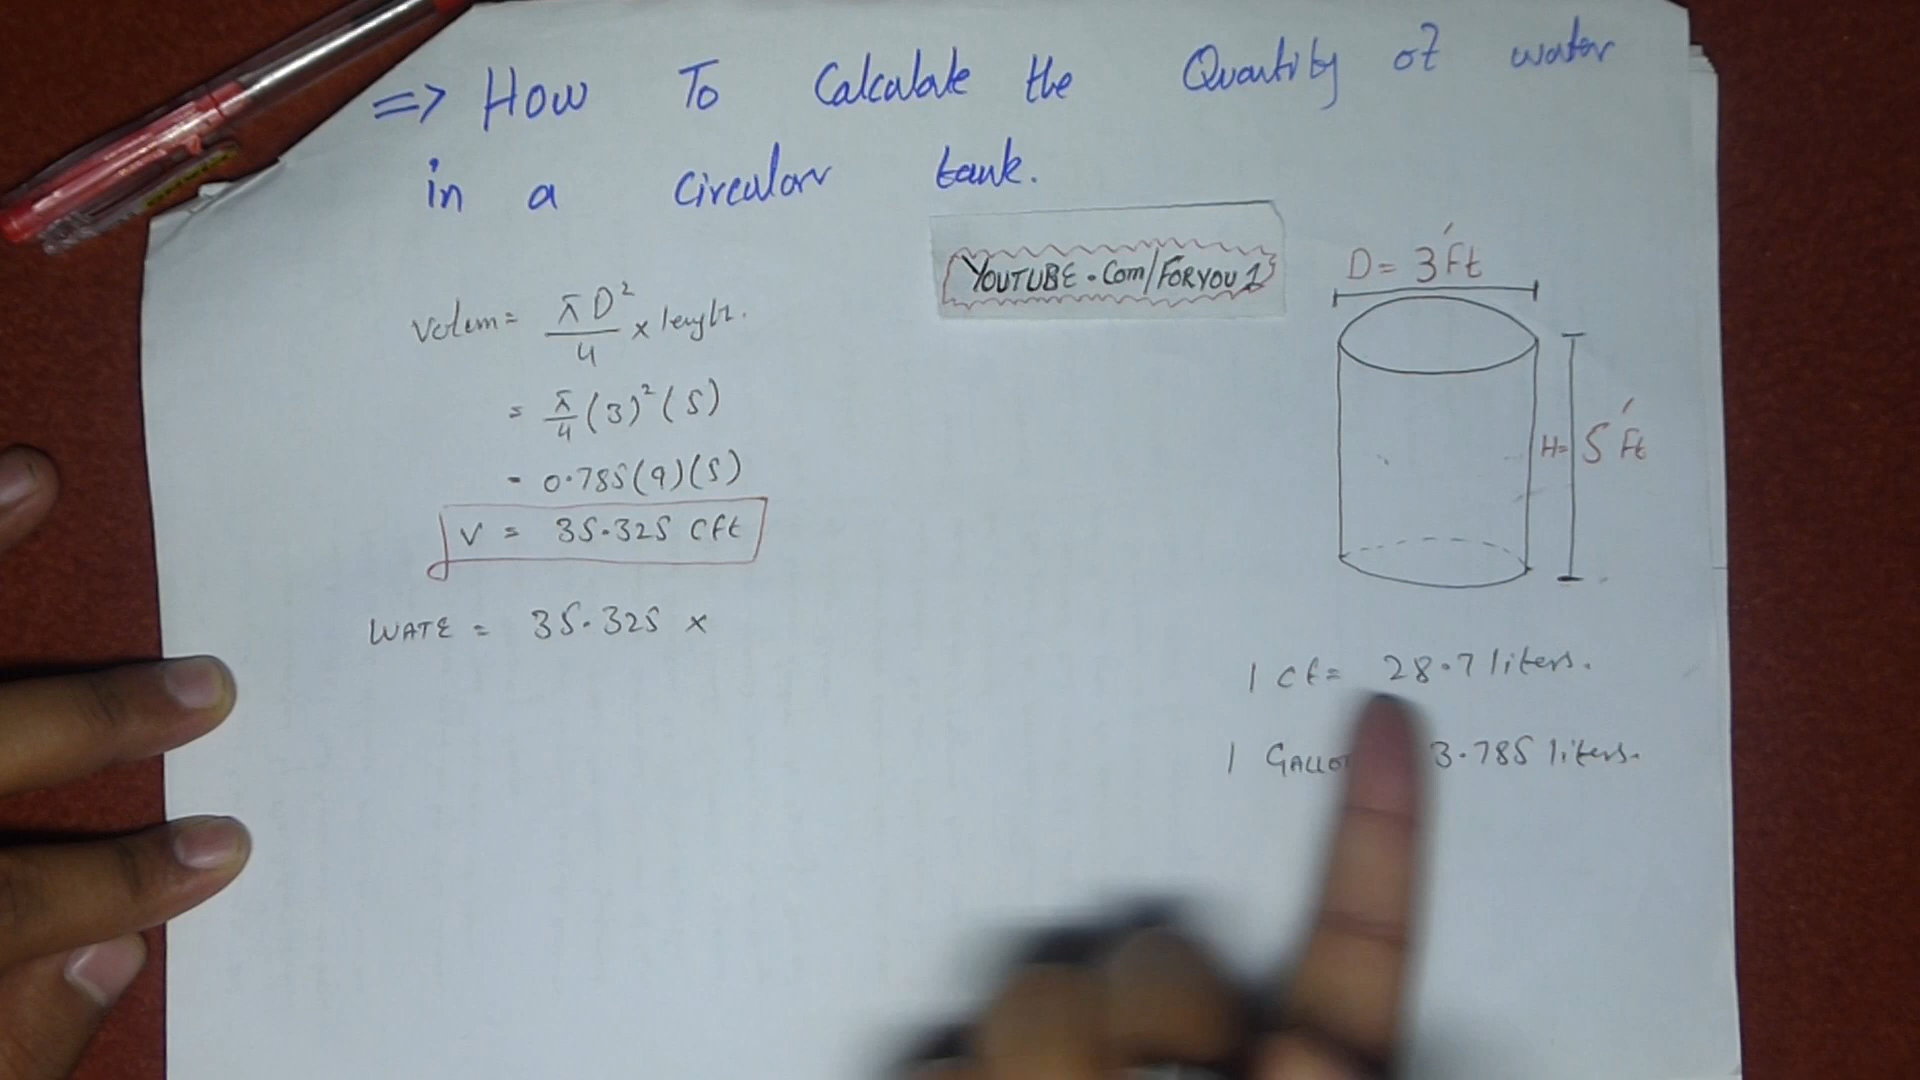 => How To Calculate the Quantity of water
in a Circular tank.
YOUTUBE.Com/FORYOU1
D= 3' ft
Volem = πD² / 4 x lenght.
= π/4 (3)² (5)
= 0.785(9)(5)
V = 35.325 Cft
H= 5' ft
WATE = 35.325 x
1 Cf= 28.7 liters.
1 GALLO 3.785 liters.